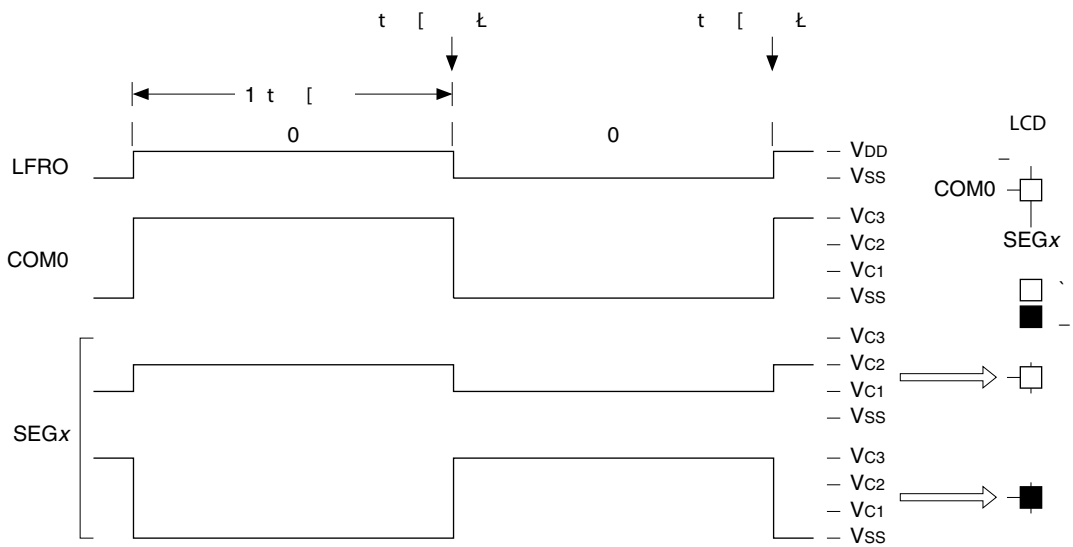 t [ Ł
t [ Ł
1 t [
0
0
LFRO
VDD
VSS
COM0
VC3
VC2
VC1
VSS
SEGx
VC3
VC2
VC1
VSS
VC3
VC2
VC1
VSS
LCD
_
COM0
SEGx
`
_